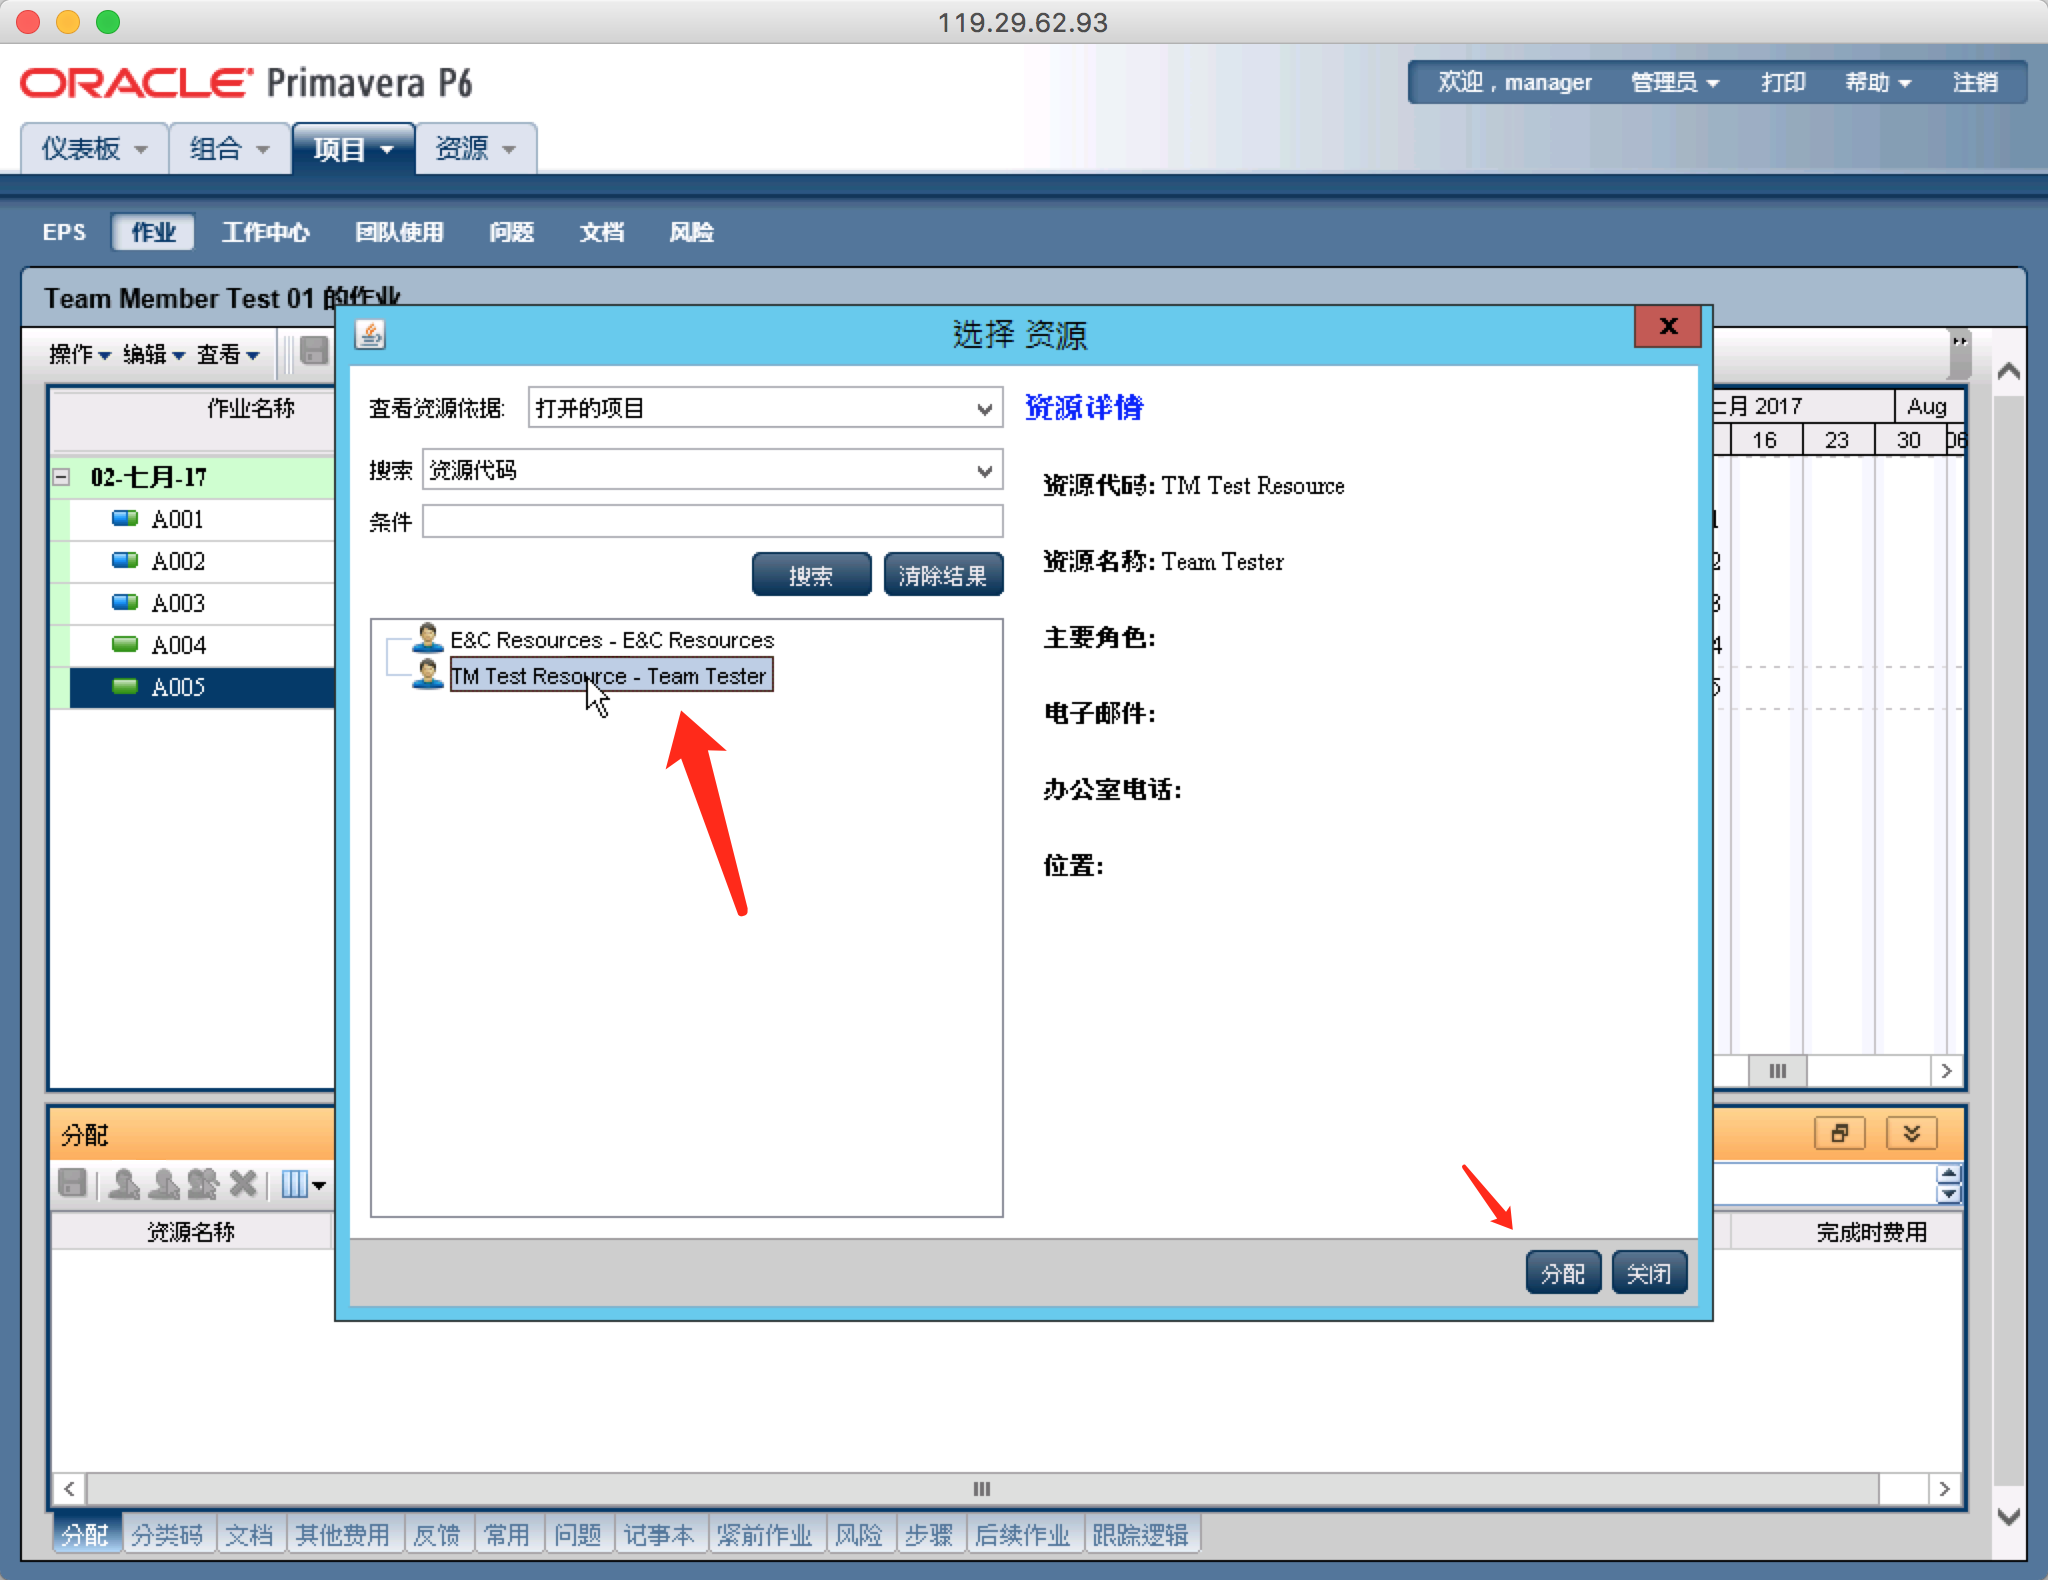 119.29.62.93
ORACLE Primavera P6
欢迎，manager 管理员 打印 帮助 注销
仪表板 组合 项目 资源
EPS 作业 工作中心 团队使用 问题 文档 风险
Team Member Test 01 的作业
操作 编辑 查看
作业名称
02-七月-17
A001
A002
A003
A004
A005
选择 资源
x
查看资源依据: 打开的项目
搜索 资源代码
条件
搜索 清除结果
E&C Resources - E&C Resources
TM Test Resource - Team Tester
资源详情
资源代码: TM Test Resource
资源名称: Team Tester
主要角色:
电子邮件:
办公室电话:
位置:
分配 关闭
月 2017 Aug
16 23 30 06
2
3
4
5
分配
资源名称 完成时费用
分配 分类码 文档 其他费用 反馈 常用 问题 记事本 紧前作业 风险 步骤 后续作业 跟踪逻辑